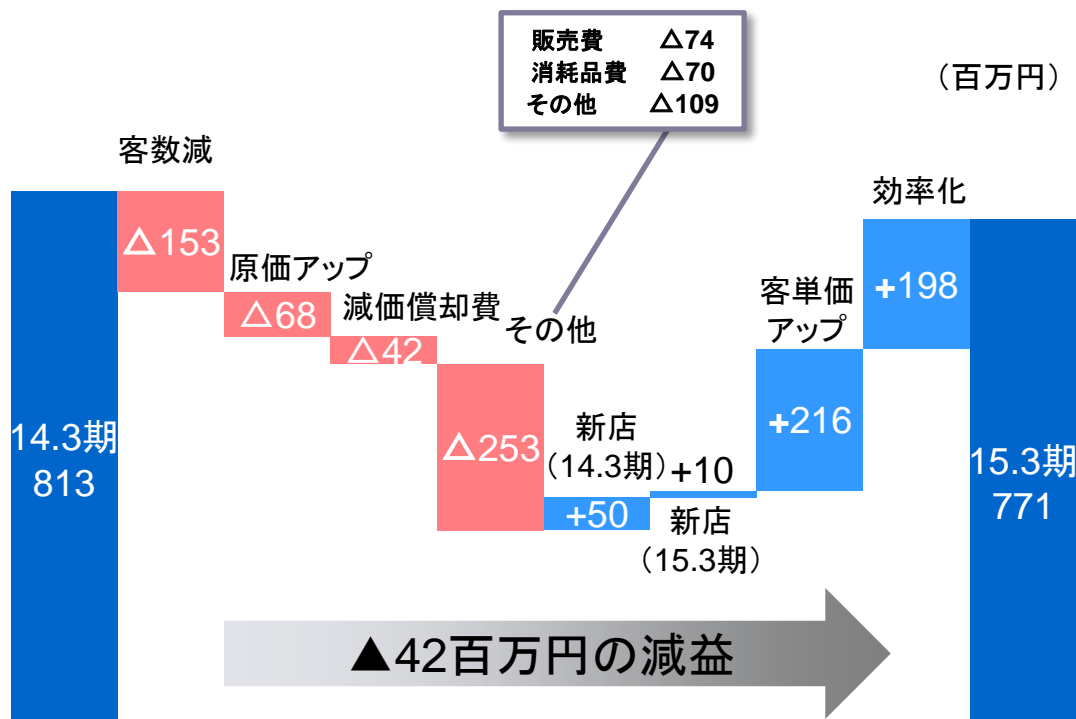 販売費 △74
消耗品費 △70
その他 △109
（百万円）
客数減
△153
原価アップ
△68
減価償却費
△42
その他
△253
新店
（14.3期）
+50
+10
新店
（15.3期）
客単価
アップ
+216
効率化
+198
14.3期
813
15.3期
771
▲42百万円の減益